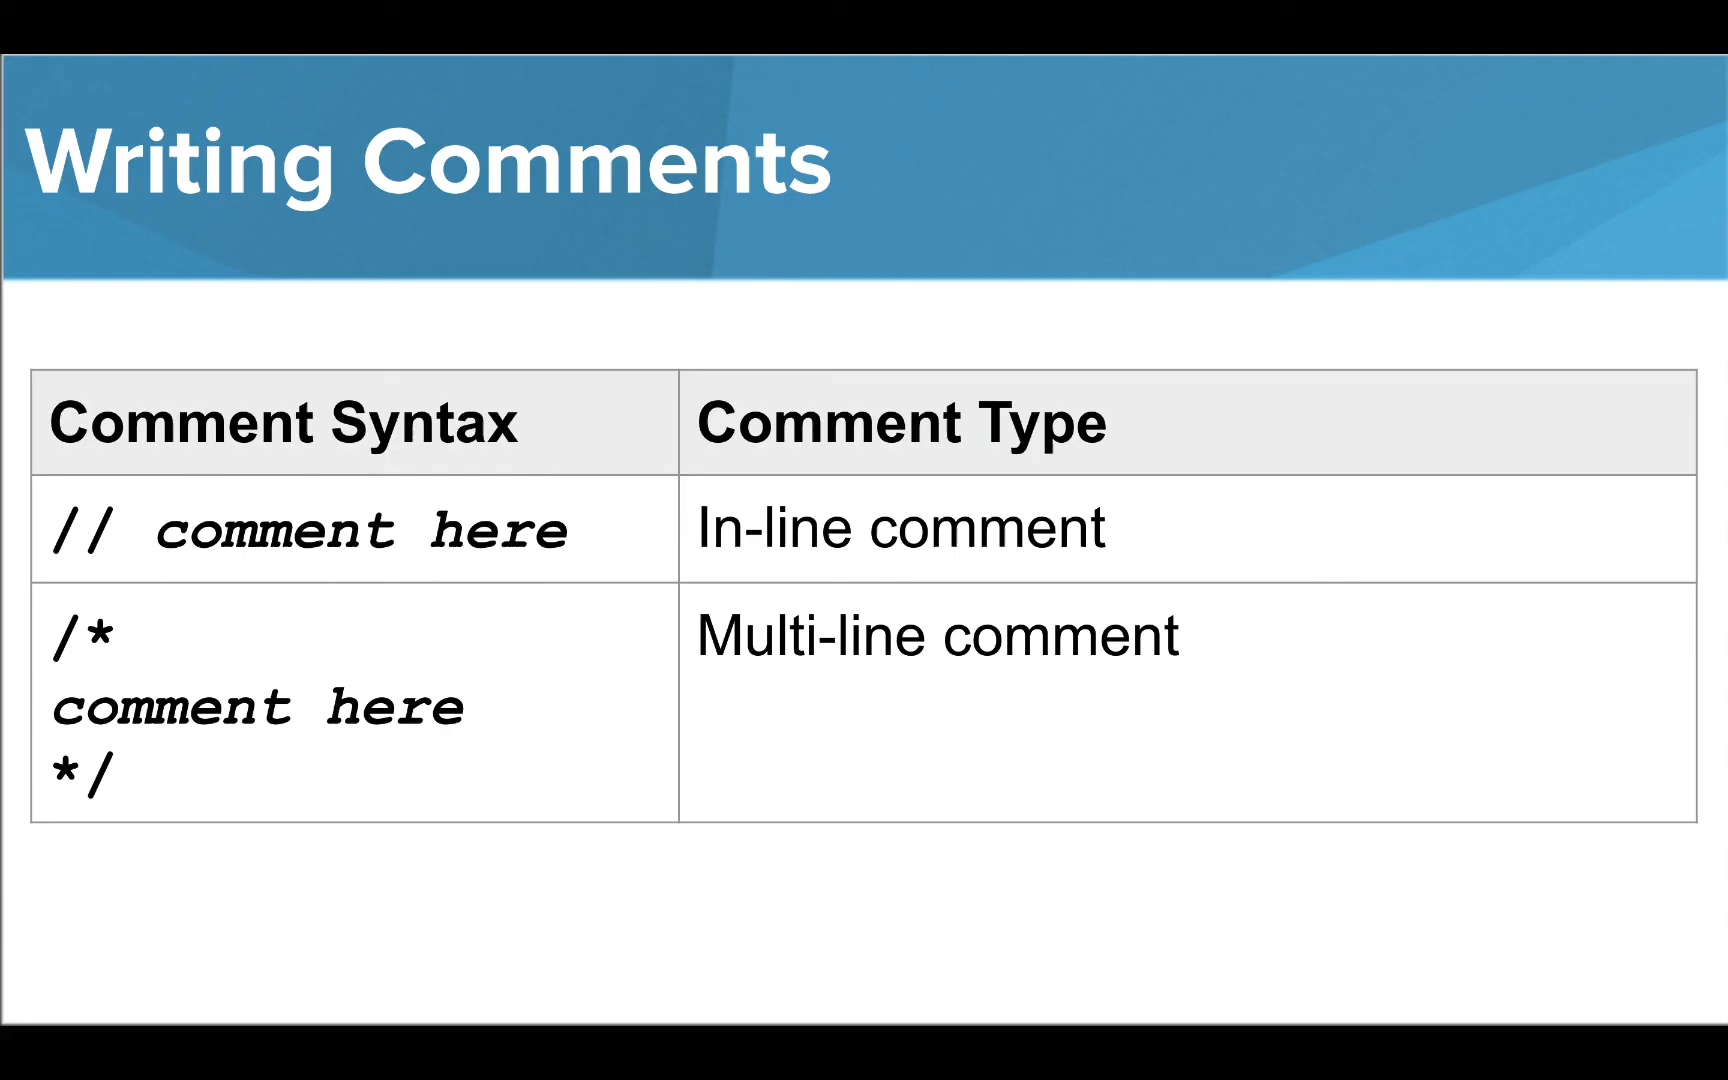 Writing Comments
Comment Syntax
Comment Type
// comment here
In-line comment
/*
comment here
*/
Multi-line comment